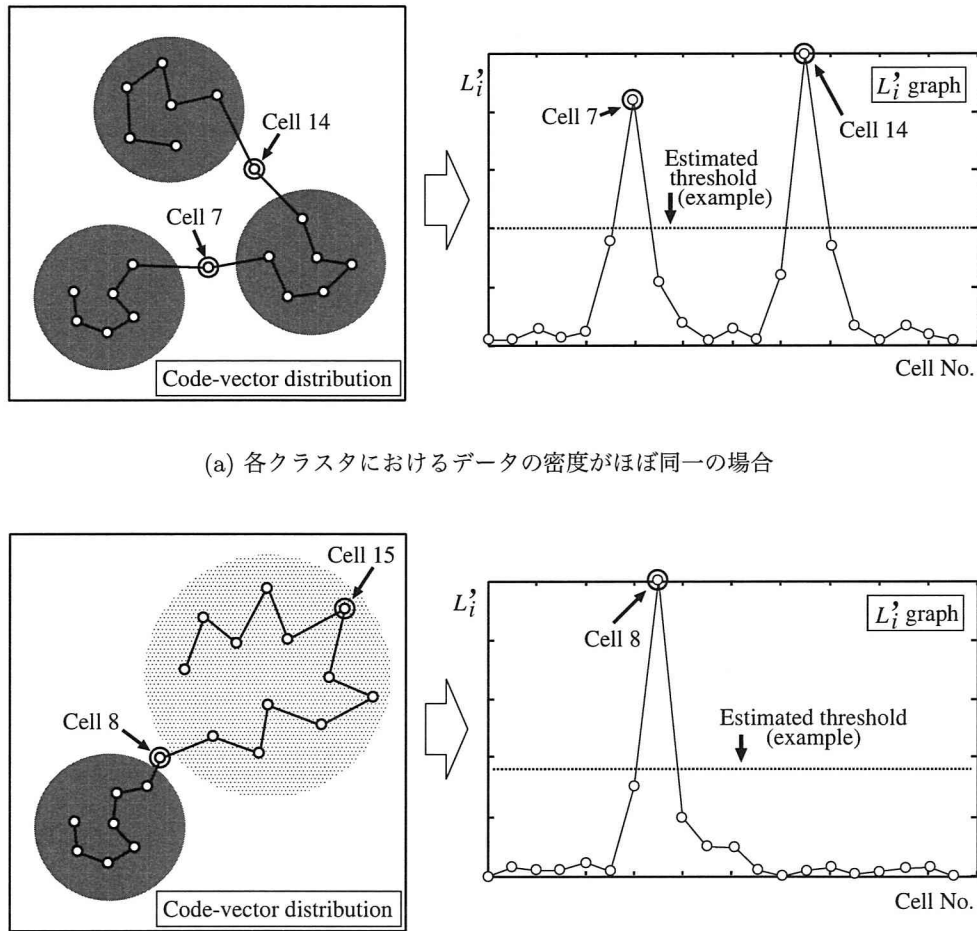 Cell 14
Cell 7
Code-vector distribution
L'i
L'i graph
Cell 7
Cell 14
Estimated
threshold
(example)
Cell No.
(a) 各クラスタにおけるデータの密度がほぼ同一の場合
Cell 15
Cell 8
Code-vector distribution
L'i
L'i graph
Cell 8
Estimated threshold
(example)
Cell No.